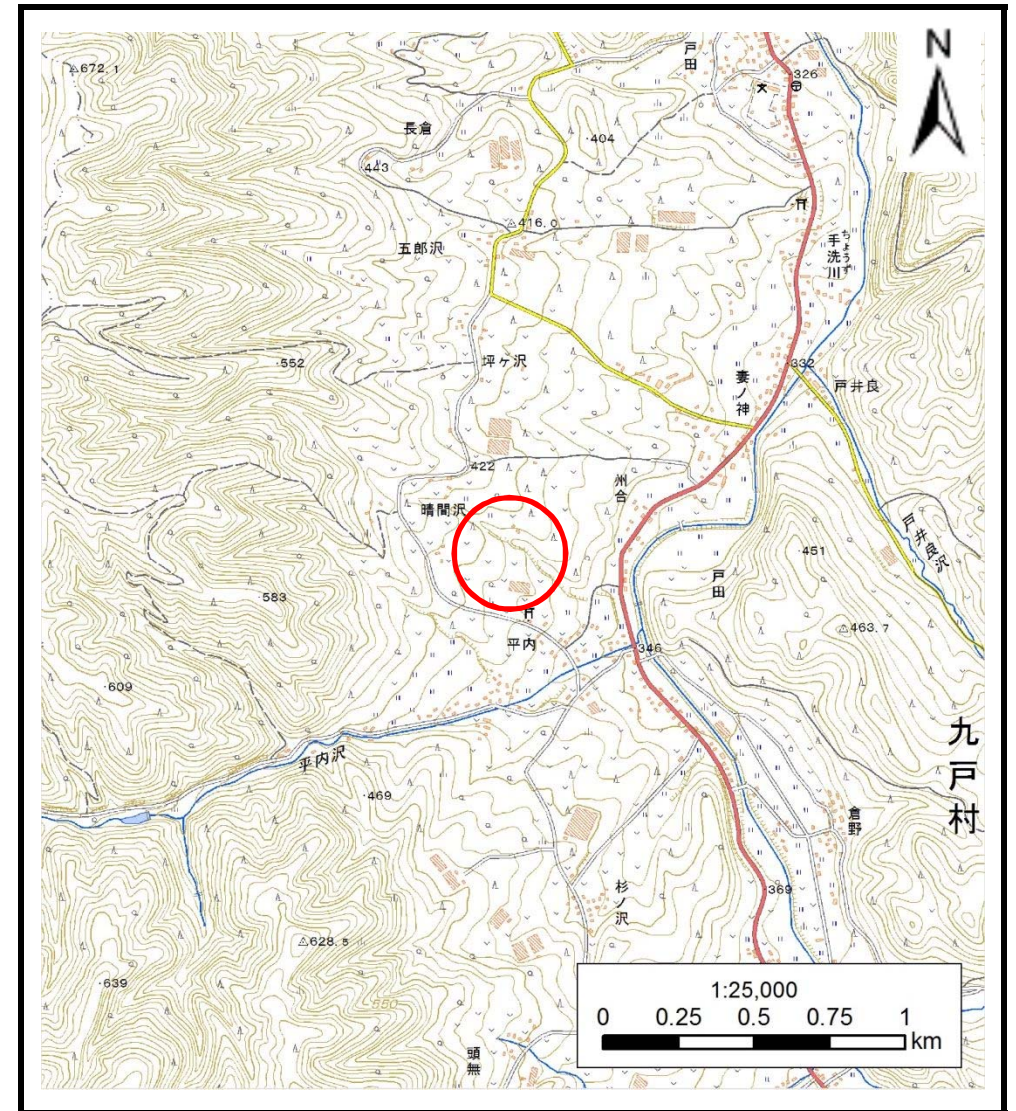 N
672.1
戸田
326
長倉
404
443
416.0
五郎沢
手洗川
ちょうず
552
坪ヶ沢
332
妻ノ神
戸井良
422
州合
晴間沢
戸井良沢
451
戸田
583
463.7
平内
346
609
九戸村
平内沢
469
倉野
369
杉ノ沢
628.5
639
550
1:25,000
0 0.25 0.5 0.75 1
km
頭無